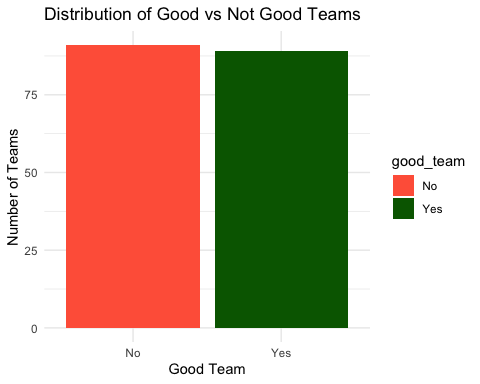 Distribution of Good vs Not Good Teams
Number of Teams
75
50
25
0
No
Yes
Good Team
good_team
No
Yes